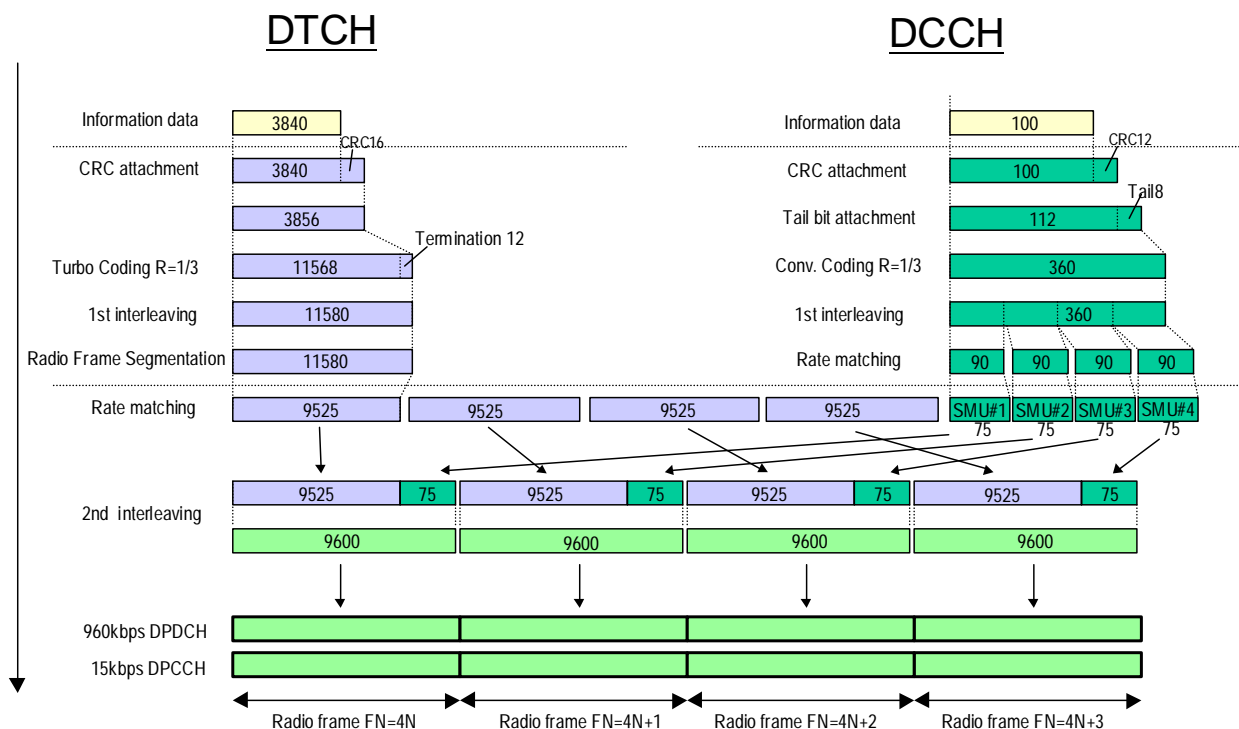 DTCH DCCH
Information data 3840 Information data 100
CRC16 CRC12
CRC attachment 3840 CRC attachment 100
Tail8
3856 Tail bit attachment 112
Termination 12
Turbo Coding R=1/3 11568 Conv. Coding R=1/3 360
1st interleaving 11580 1st interleaving 360
Radio Frame Segmentation 11580 Rate matching 90 90 90 90
Rate matching 9525 9525 9525 9525 SMU#1 SMU#2 SMU#3 SMU#4
75 75 75 75
9525 75 9525 75 9525 75 9525 75
2nd interleaving
9600 9600 9600 9600
960kbps DPDCH
15kbps DPCCH
Radio frame FN=4N Radio frame FN=4N+1 Radio frame FN=4N+2 Radio frame FN=4N+3